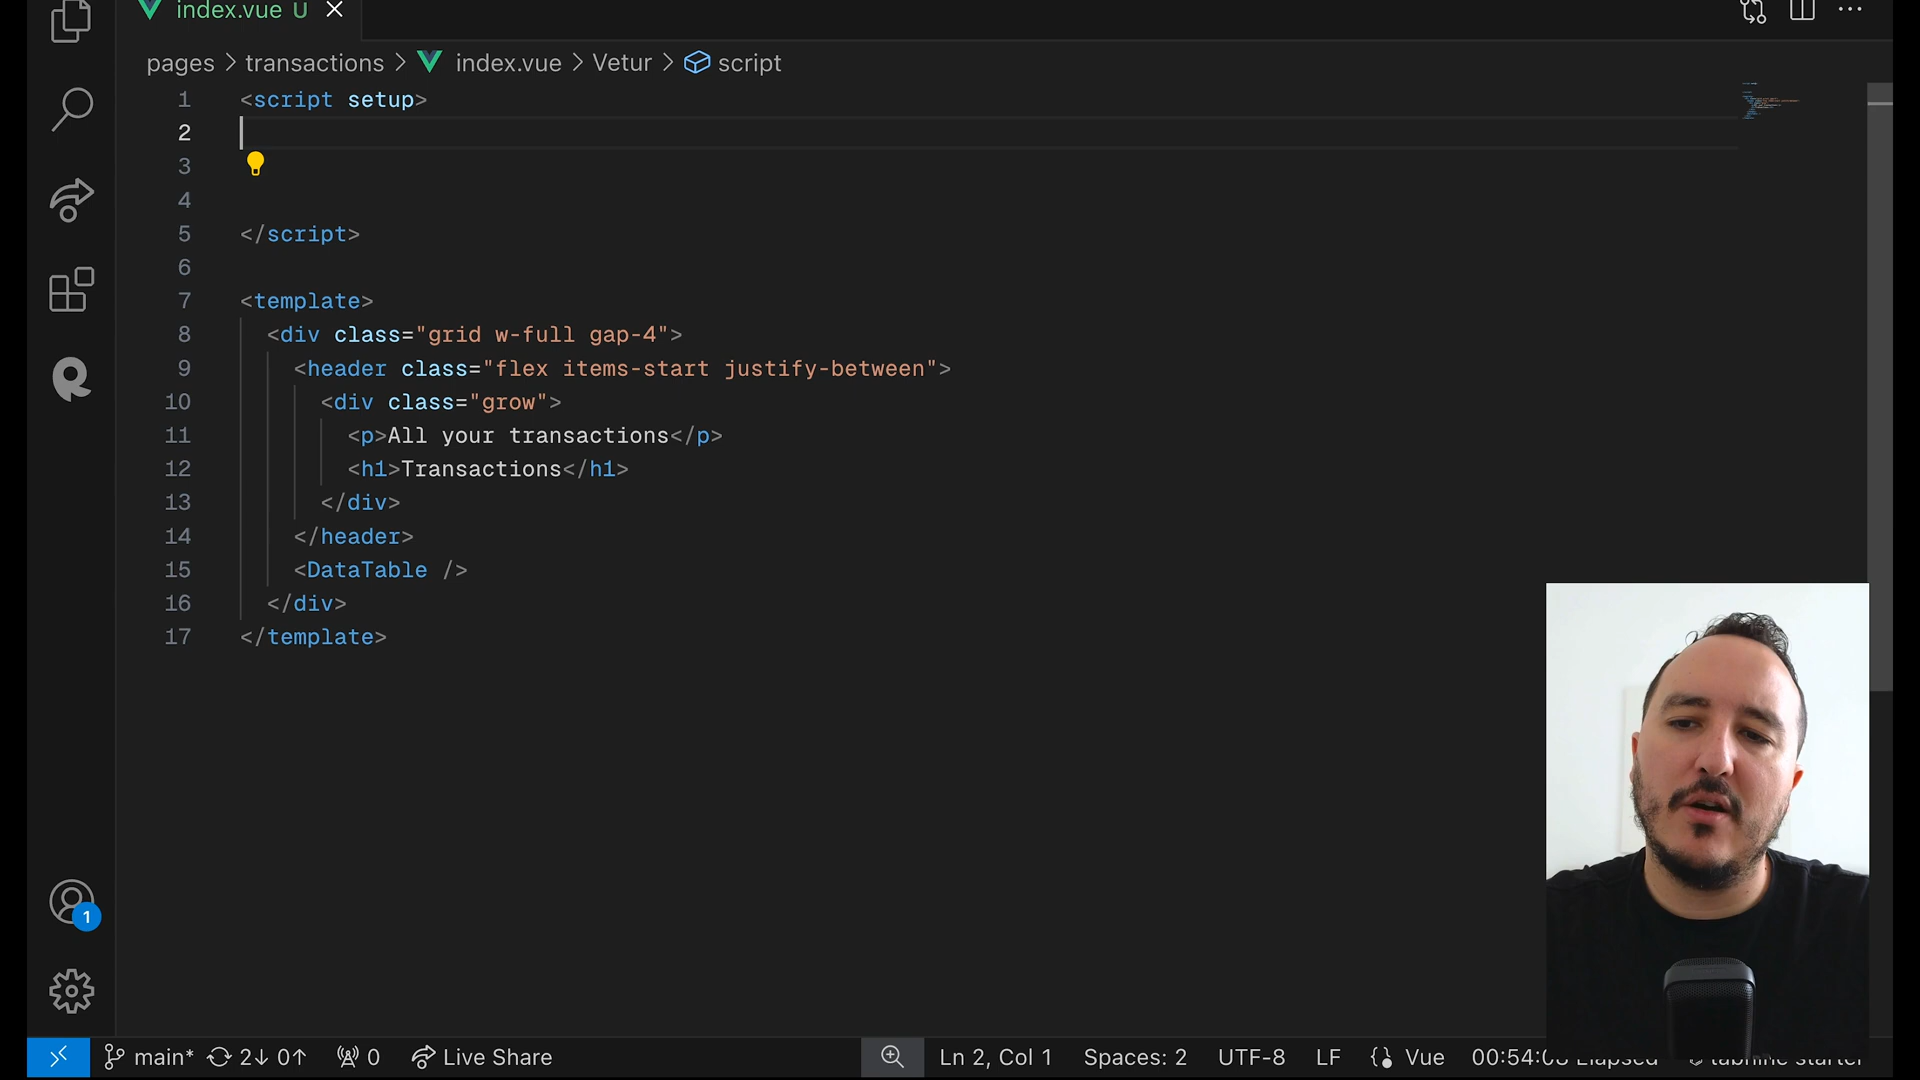 index.vue U
pages > transactions > index.vue > Vetur > script
1 <script setup>
2
3
4
5 </script>
6
7 <template>
8 <div class="grid w-full gap-4">
9 <header class="flex items-start justify-between">
10 <div class="grow">
11 <p>All your transactions</p>
12 <h1>Transactions</h1>
13 </div>
14 </header>
15 <DataTable />
16 </div>
17 </template>
1
main* 2↓ 0↑ 0 Live Share Ln 2, Col 1 Spaces: 2 UTF-8 LF Vue Elapsed tabnine starter